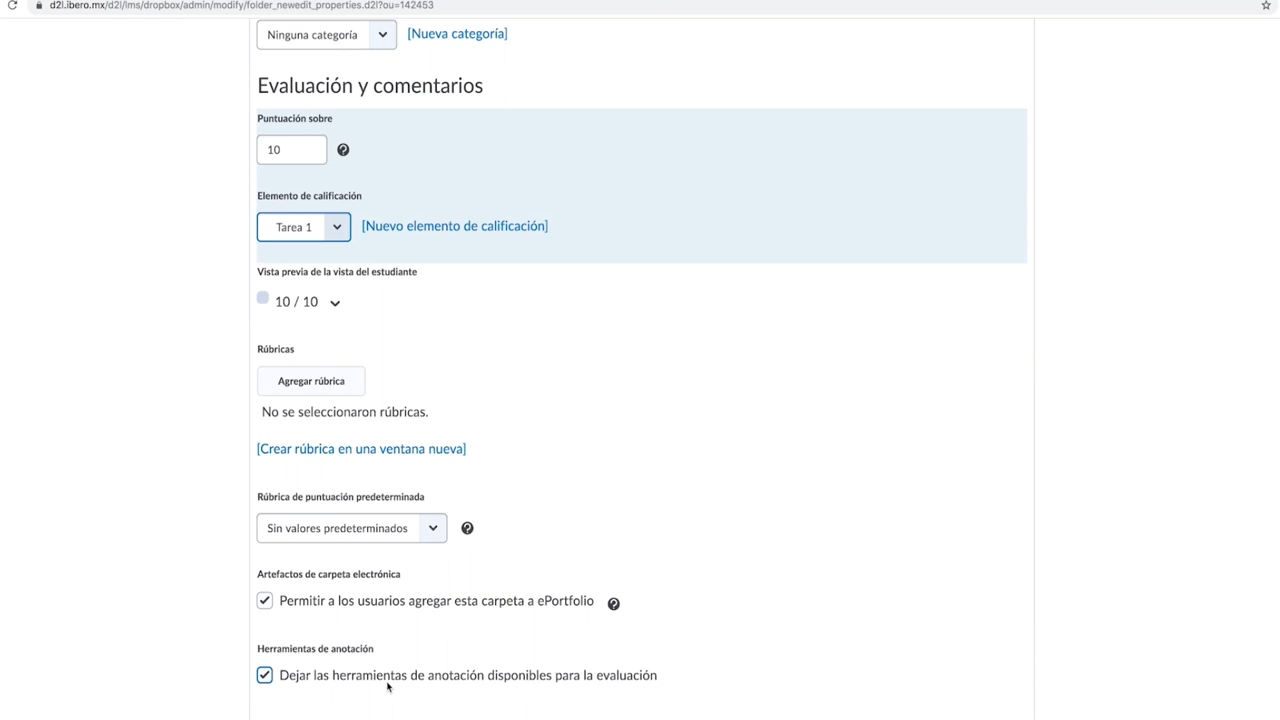 d2l.ibero.mx/d2l/lms/dropbox/admin/modify/folder_newedit_properties.d2l?ou=142453
Ninguna categoría [Nueva categoría]
Evaluación y comentarios
Puntuación sobre
10
Elemento de calificación
Tarea 1 [Nuevo elemento de calificación]
Vista previa de la vista del estudiante
10 / 10
Rúbricas
Agregar rúbrica
No se seleccionaron rúbricas.
[Crear rúbrica en una ventana nueva]
Rúbrica de puntuación predeterminada
Sin valores predeterminados
Artefactos de carpeta electrónica
Permitir a los usuarios agregar esta carpeta a ePortfolio
Herramientas de anotación
Dejar las herramientas de anotación disponibles para la evaluación